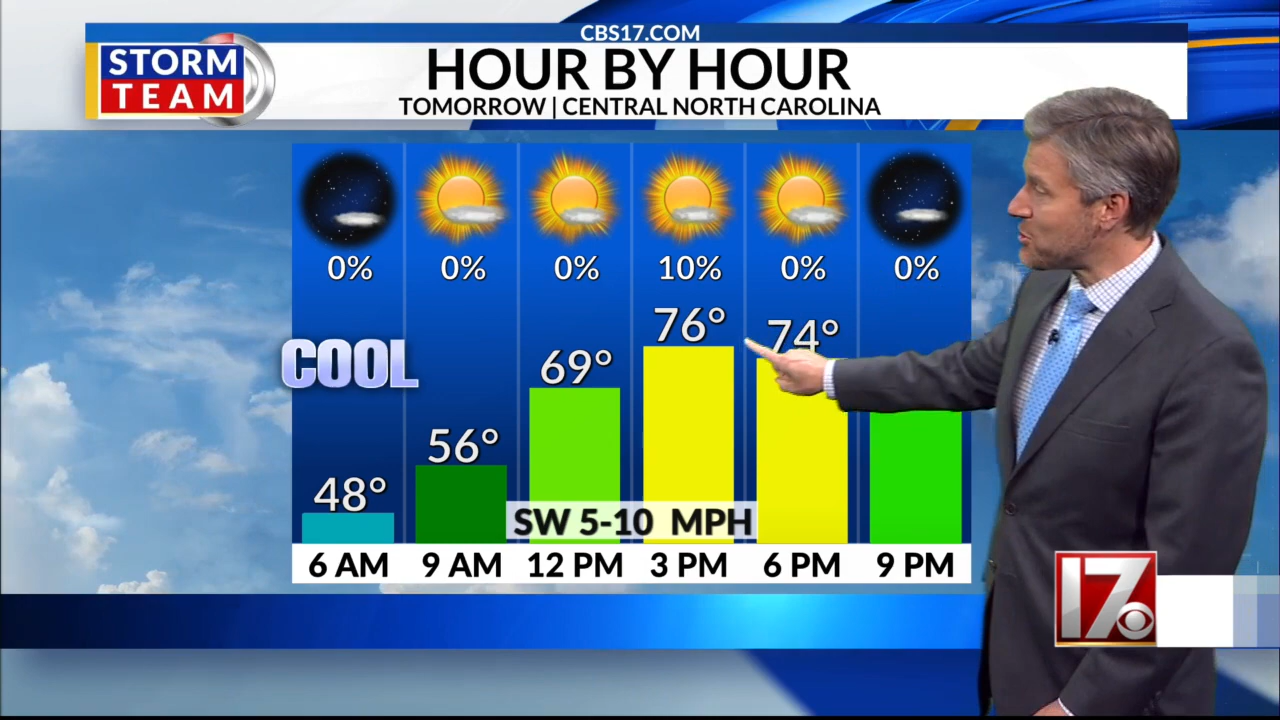 CBS17.COM
STORM
TEAM
HOUR BY HOUR
TOMORROW | CENTRAL NORTH CAROLINA
0% 0% 0% 10% 0% 0%
76° 74°
COOL
69°
56°
48°
SW 5-10 MPH
6 AM 9 AM 12 PM 3 PM 6 PM 9 PM
17